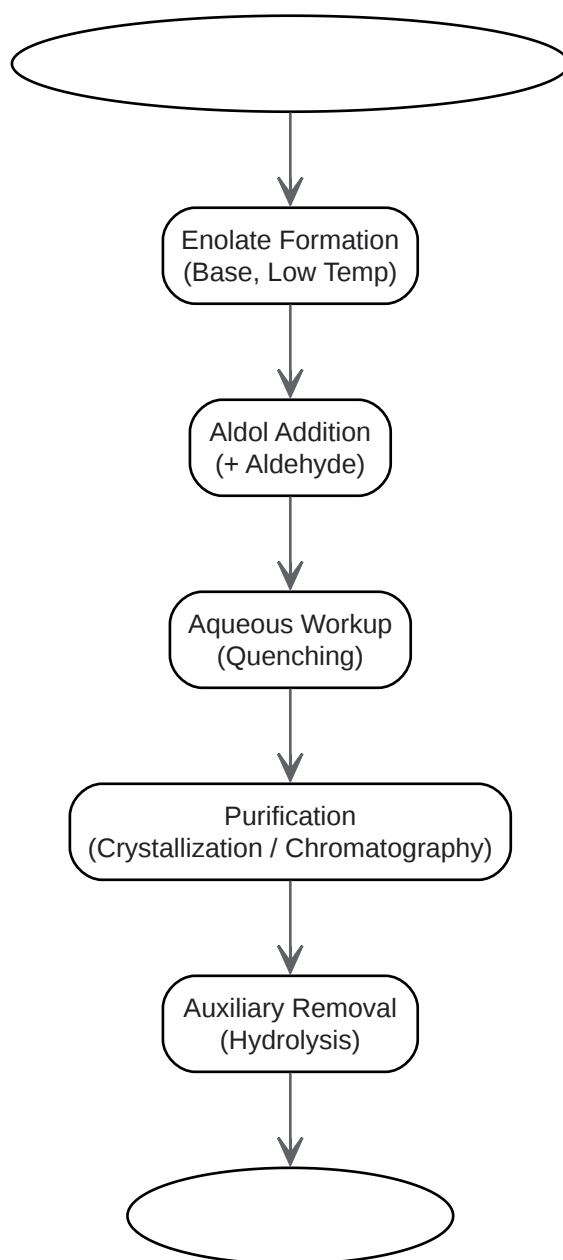 Enolate Formation
(Base, Low Temp)
Aldol Addition
(+ Aldehyde)
Aqueous Workup
(Quenching)
Purification
(Crystallization / Chromatography)
Auxiliary Removal
(Hydrolysis)